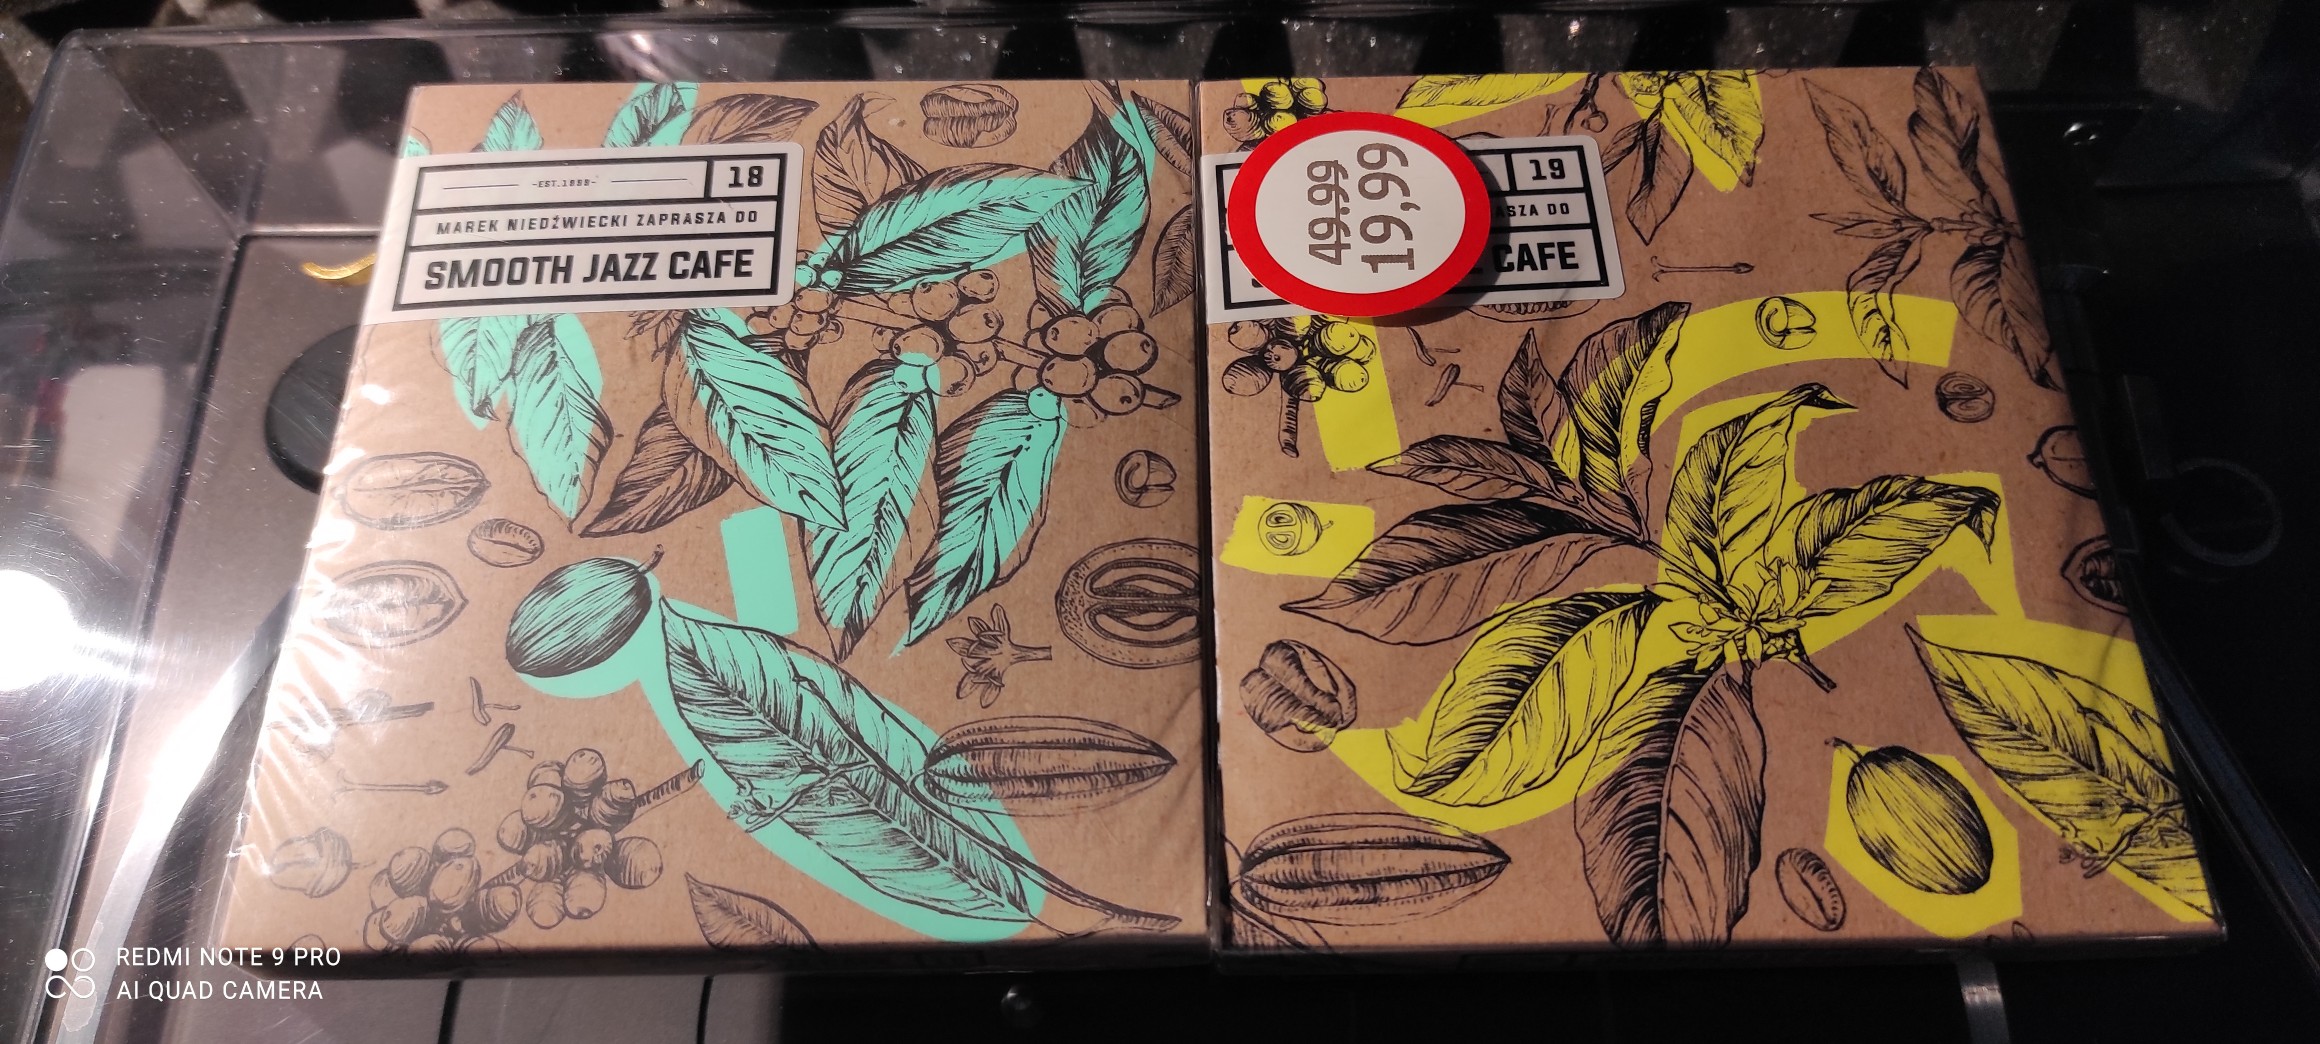 -EST.1999-
18
MAREK NIEDŹWIECKI ZAPRASZA DO
SMOOTH JAZZ CAFE
49.99
19,99
19
ASZA DO
CAFE
REDMI NOTE 9 PRO
AI QUAD CAMERA